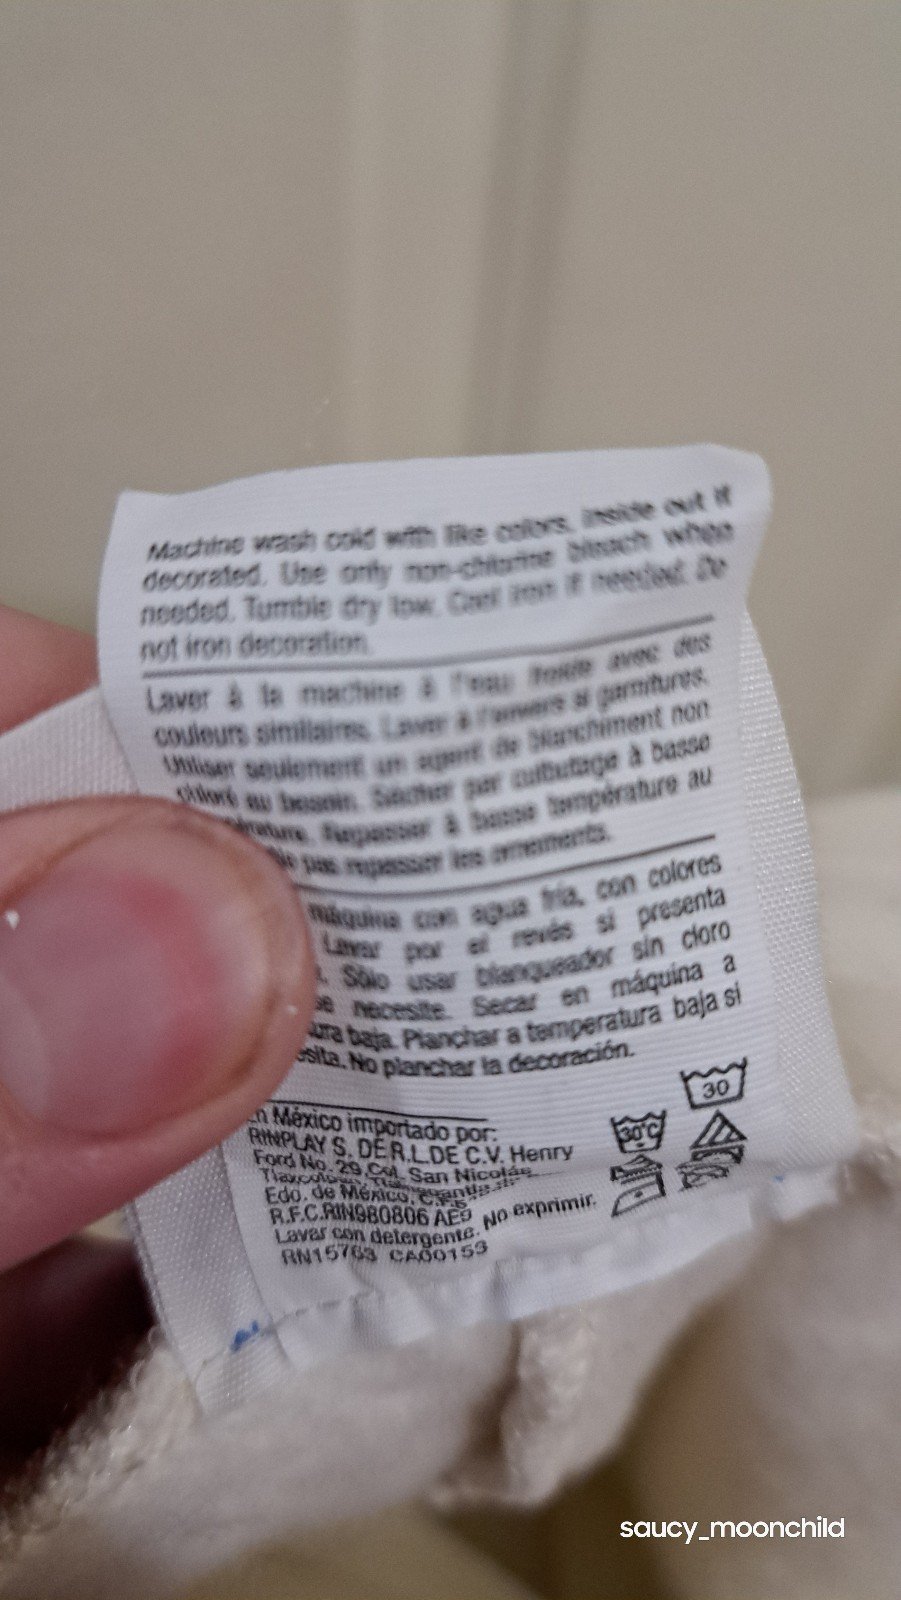 Machine wash cold with like colors, inside out if
decorated. Use only non-chlorine bleach when
needed. Tumble dry low. Cool iron if needed. Do
not iron decoration.
Laver à la machine à l'eau froide avec des
couleurs similaires. Laver à l'envers si garnitures.
Utiliser seulement un agent de blanchiment non
chloré au besoin. Sécher par culbutage à basse
Repasser à basse température au
pas repasser les ornements.
máquina con agua fría, con colores
Lavar por el revés si presenta
Sólo usar blanqueador sin cloro
se necesite. Secar en máquina a
baja. Planchar a temperatura baja si
No planchar la decoración.
30
30°C
En México importado por:
RINPLAY S. DE R.L. DE C.V. Henry
Ford No. 29, Col. San Nicolás
Edo. de México,
R.F.C.RIN980806 AE9 No exprimir.
Lavar con detergente.
RN15763 CA00153
saucy_moonchild